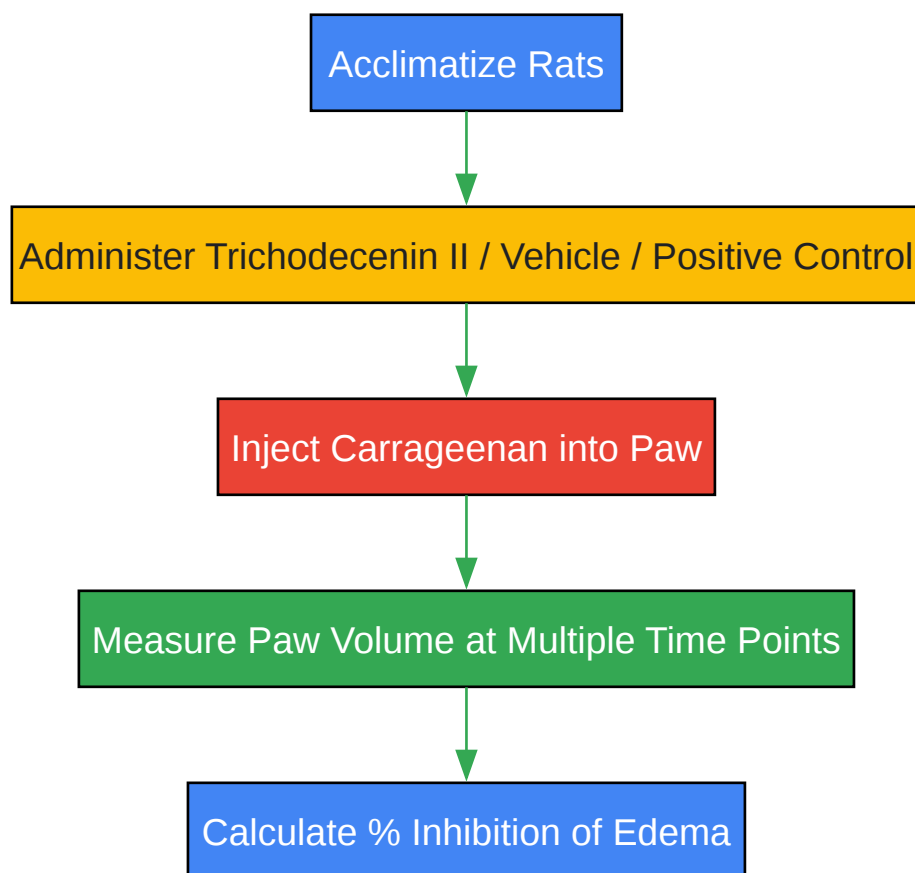 Acclimatize Rats
Administer Trichodecenin II / Vehicle / Positive Control
Inject Carrageenan into Paw
Measure Paw Volume at Multiple Time Points
Calculate % Inhibition of Edema